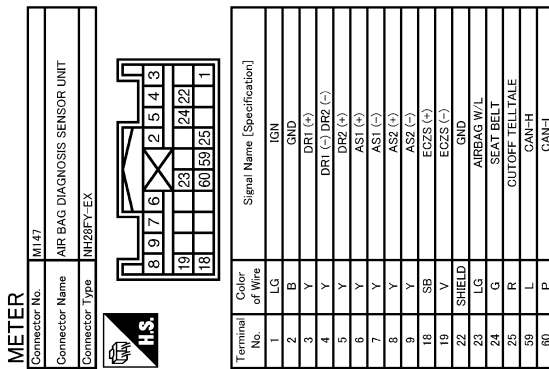 METER
Connector No. M147
Connector Name AIR BAG DIAGNOSIS SENSOR UNIT
Connector Type NH28FY-EX
H.S.
8 9 7 6 2 5 4 3
19 23 24 22
18 60 59 25 1
Terminal No. Color of Wire Signal Name [Specification]
1 LG IGN
2 B GND
3 Y DR1 (+)
4 Y DR1 (-) DR2 (-)
5 Y DR2 (+)
6 Y AS1 (+)
7 Y AS1 (-)
8 Y AS2 (+)
9 Y AS2 (-)
18 SB ECZS (+)
19 V ECZS (-)
22 SHIELD GND
23 LG AIRBAG W/L
24 G SEAT BELT
25 R CUTOFF TELLTALE
59 L CAN-H
60 P CAN-L